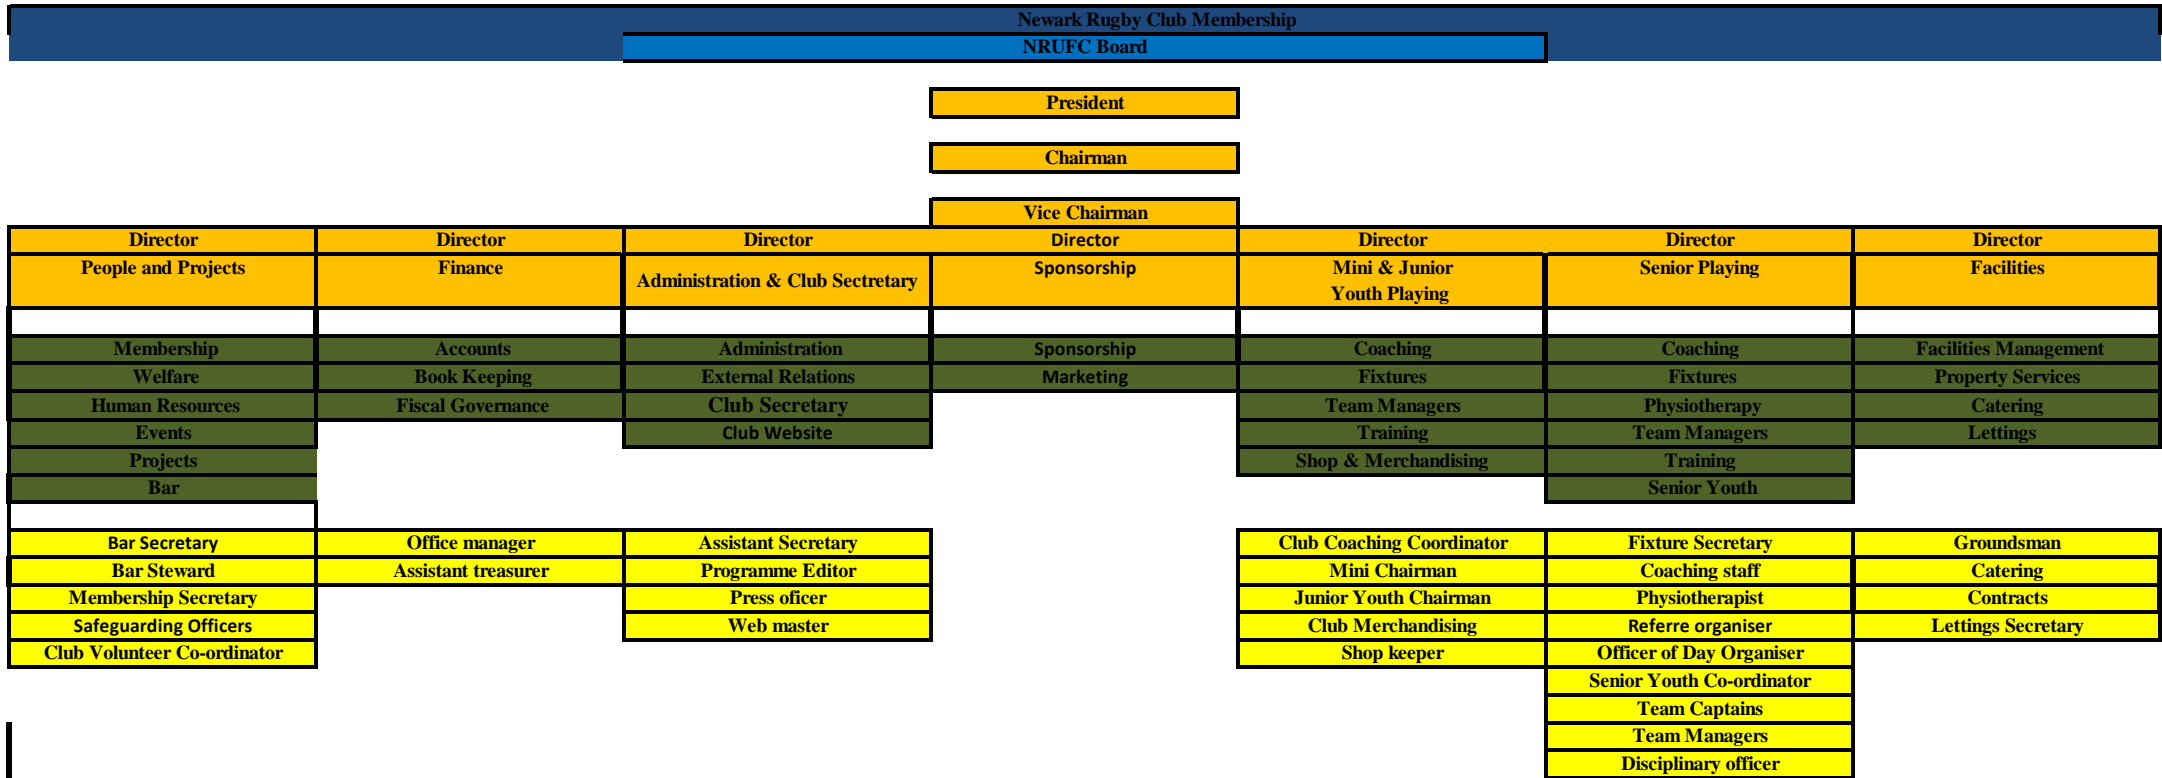 Newark Rugby Club Membership
NRUFC Board
President
Chairman
Vice Chairman
Director Director Director Director Director Director Director
People and Projects Finance Administration & Club Sectretary Sponsorship Mini & Junior Senior Playing Facilities
Youth Playing
Membership Accounts Administration Sponsorship Coaching Coaching Facilities Management
Welfare Book Keeping External Relations Marketing Fixtures Fixtures Property Services
Human Resources Fiscal Governance Club Secretary Team Managers Physiotherapy Catering
Events Club Website Training Team Managers Lettings
Projects Shop & Merchandising Training
Bar Senior Youth
Bar Secretary Office manager Assistant Secretary Club Coaching Coordinator Fixture Secretary Groundsman
Bar Steward Assistant treasurer Programme Editor Mini Chairman Coaching staff Catering
Membership Secretary Press oficer Junior Youth Chairman Physiotherapist Contracts
Safeguarding Officers Web master Club Merchandising Referre organiser Lettings Secretary
Club Volunteer Co-ordinator Shop keeper Officer of Day Organiser
Senior Youth Co-ordinator
Team Captains
Team Managers
Disciplinary officer